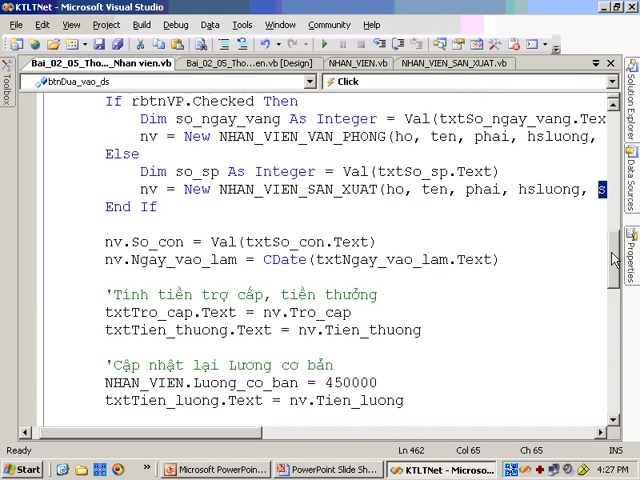 KTLTNet - Microsoft Visual Studio
File Edit View Project Build Debug Data Tools Window Community Help
Bai_02_05_Tho..._Nhan vien.vb Bai_02_05_Tho...en.vb [Design] NHAN_VIEN.vb NHAN_VIEN_SAN_XUAT.vb
btnDua_vao_ds Click
Toolbox
Solution Explorer
Data Sources
Properties
If rbtnVP.Checked Then
Dim so_ngay_vang As Integer = Val(txtSo_ngay_vang.Tex
nv = New NHAN_VIEN_VAN_PHONG(ho, ten, phai, hsluong,
Else
Dim so_sp As Integer = Val(txtSo_sp.Text)
nv = New NHAN_VIEN_SAN_XUAT(ho, ten, phai, hsluong, s
End If
nv.So_con = Val(txtSo_con.Text)
nv.Ngay_vao_lam = CDate(txtNgay_vao_lam.Text)
'Tính tiền trợ cấp, tiền thưởng
txtTro_cap.Text = nv.Tro_cap
txtTien_thuong.Text = nv.Tien_thuong
'Cập nhật lại Lương cơ bản
NHAN_VIEN.Luong_co_ban = 450000
txtTien_luong.Text = nv.Tien_luong
Ready Ln 462 Col 65 Ch 65 INS
Start » Microsoft PowerPoint... PowerPoint Slide Sh... KTLTNet - Microso... 4:27 PM